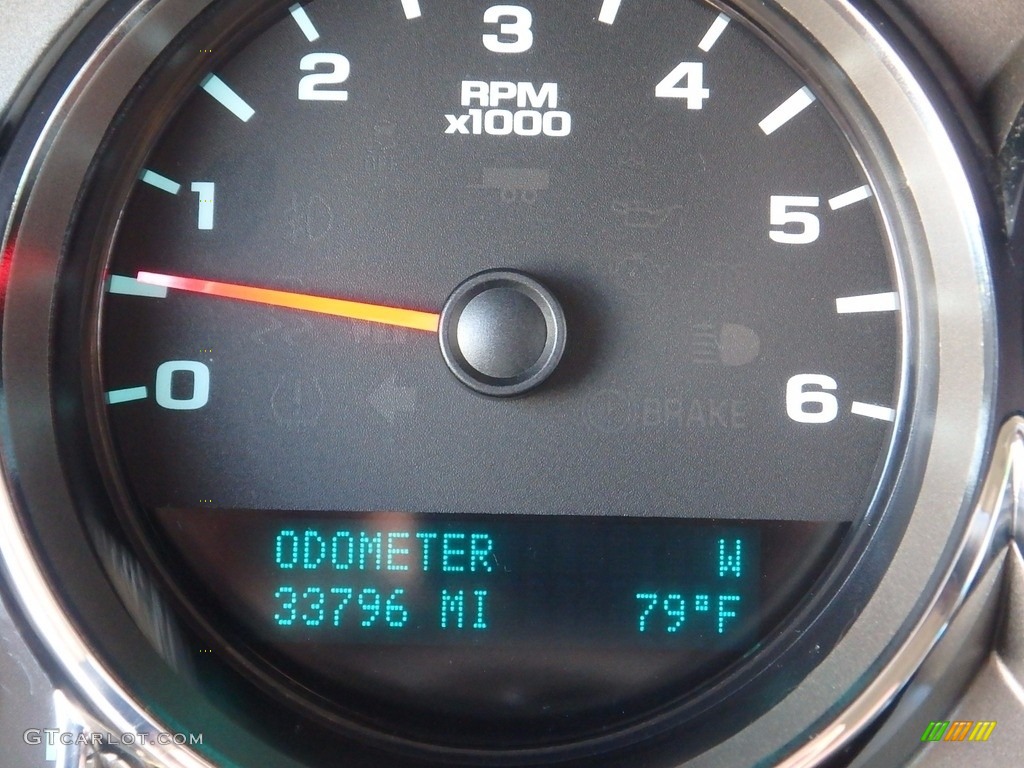 3
2
4
RPM
x1000
1
5
0
6
BRAKE
ODOMETER W
33796 MI 79°F
GTcarlot.com